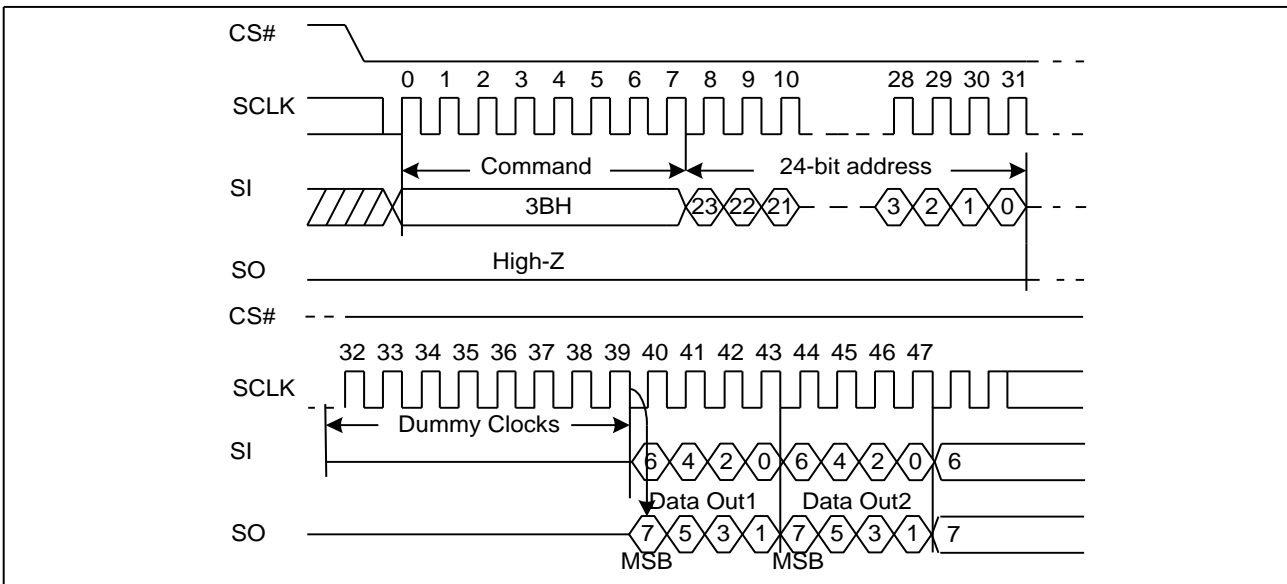 CS#
0 1 2 3 4 5 6 7 8 9 10 28 29 30 31
SCLK
Command 24-bit address
SI
3BH 23 22 21 3 2 1 0
High-Z
SO
CS#
32 33 34 35 36 37 38 39 40 41 42 43 44 45 46 47
SCLK
Dummy Clocks
SI
6 4 2 0 6 4 2 0 6
Data Out1 Data Out2
SO
7 5 3 1 7 5 3 1 7
MSB MSB